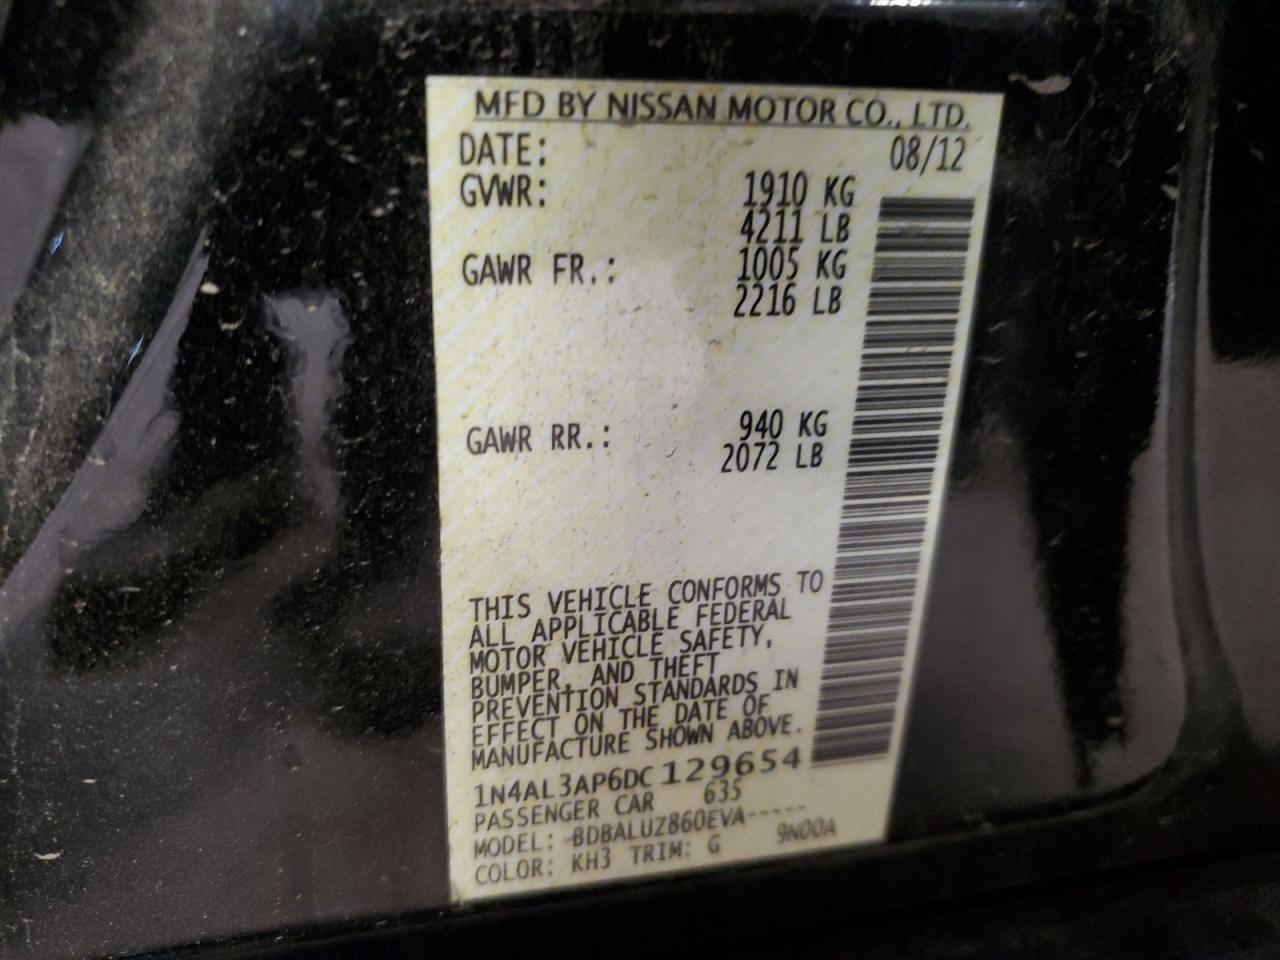 MFD BY NISSAN MOTOR CO., LTD.
DATE: 08/12
GVWR: 1910 KG
4211 LB
GAWR FR.: 1005 KG
2216 LB
GAWR RR.: 940 KG
2072 LB
THIS VEHICLE CONFORMS TO
ALL APPLICABLE FEDERAL
MOTOR VEHICLE SAFETY,
BUMPER, AND THEFT
PREVENTION STANDARDS IN
EFFECT ON THE DATE OF
MANUFACTURE SHOWN ABOVE.
1N4AL3AP6DC129654
PASSENGER CAR 635
MODEL: BDBALUZ860EVA-----
COLOR: KH3 TRIM: G 9N00A